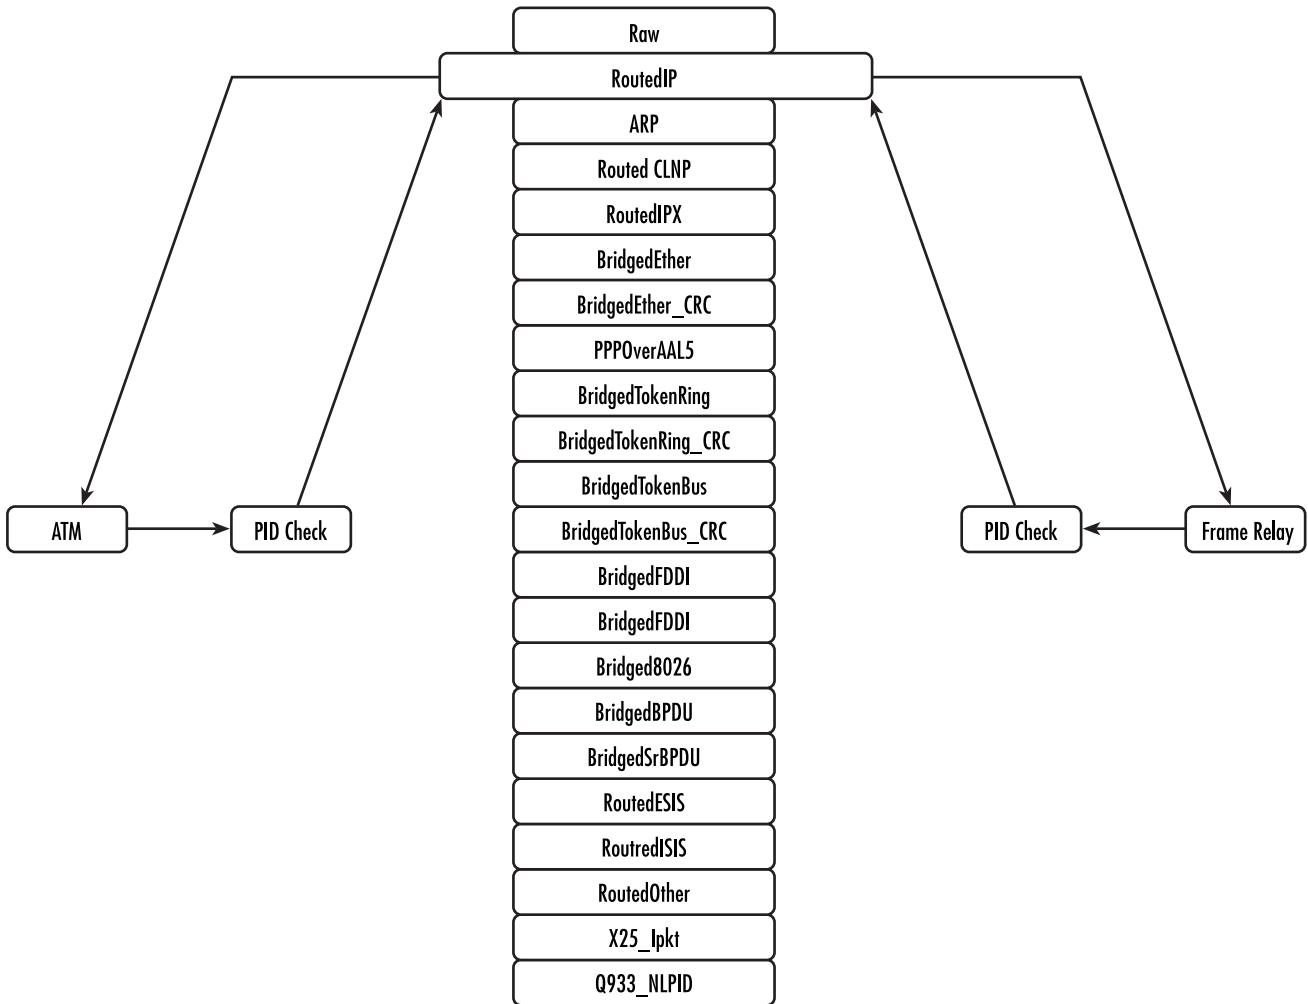 Raw
RoutedIP
ARP
Routed CLNP
RoutedIPX
BridgedEther
BridgedEther_CRC
PPPOverAAL5
BridgedTokenRing
BridgedTokenRing_CRC
BridgedTokenBus
ATM
PID Check
BridgedTokenBus_CRC
PID Check
Frame Relay
BridgedFDDI
BridgedFDDI
Bridged8026
BridgedBPDU
BridgedSrBPDU
RoutedESIS
RoutredISIS
RoutedOther
X25_Ipkt
Q933_NLPID